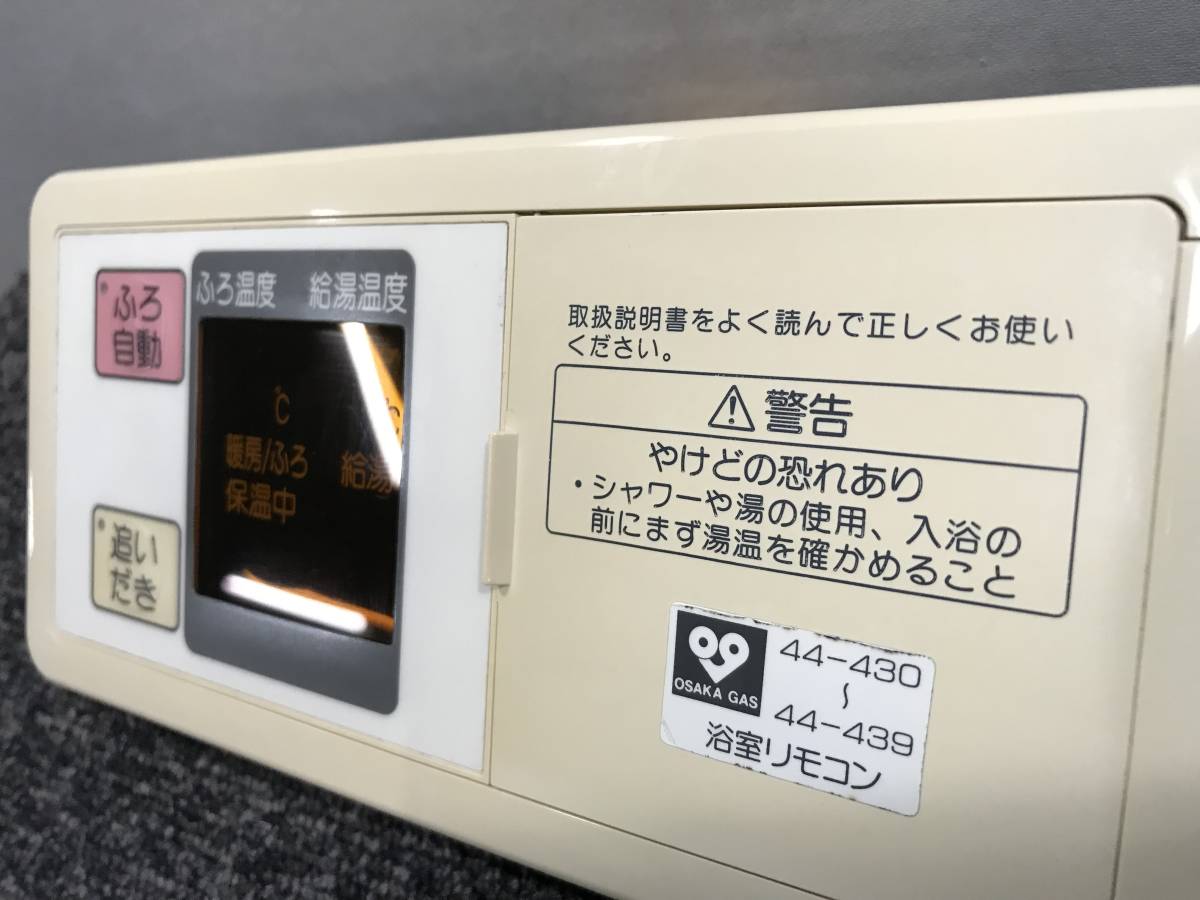 ふろ
自動
ふろ温度 給湯温度
℃
暖房/ふろ 給湯
保温中
追い
だき
取扱説明書をよく読んで正しくお使い
ください。
警告
やけどの恐れあり
・シャワーや湯の使用、入浴の
前にまず湯温を確かめること
OSAKA GAS
44-430
～
44-439
浴室リモコン